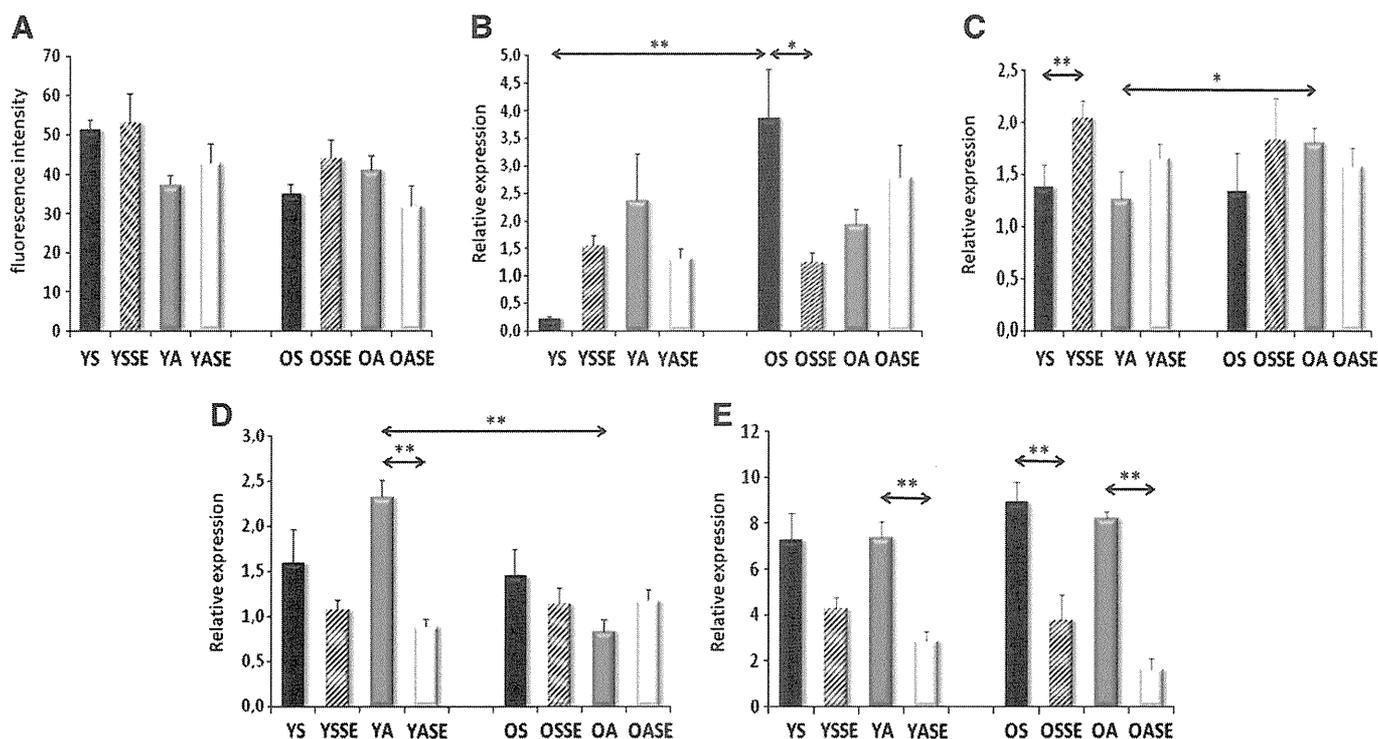 A
fluorescence intensity
70
60
50
40
30
20
10
0
YS YSSE YA YASE OS OSSE OA OASE
B
Relative expression
5,0
4,5
4,0
3,5
3,0
2,5
2,0
1,5
1,0
0,5
0,0
** *
YS YSSE YA YASE OS OSSE OA OASE
C
Relative expression
2,5
2,0
1,5
1,0
0,5
0,0
** *
YS YSSE YA YASE OS OSSE OA OASE
D
Relative expression
3,0
2,5
2,0
1,5
1,0
0,5
0,0
**
**
YS YSSE YA YASE OS OSSE OA OASE
E
Relative expression
12
10
8
6
4
2
0
** ** **
YS YSSE YA YASE OS OSSE OA OASE